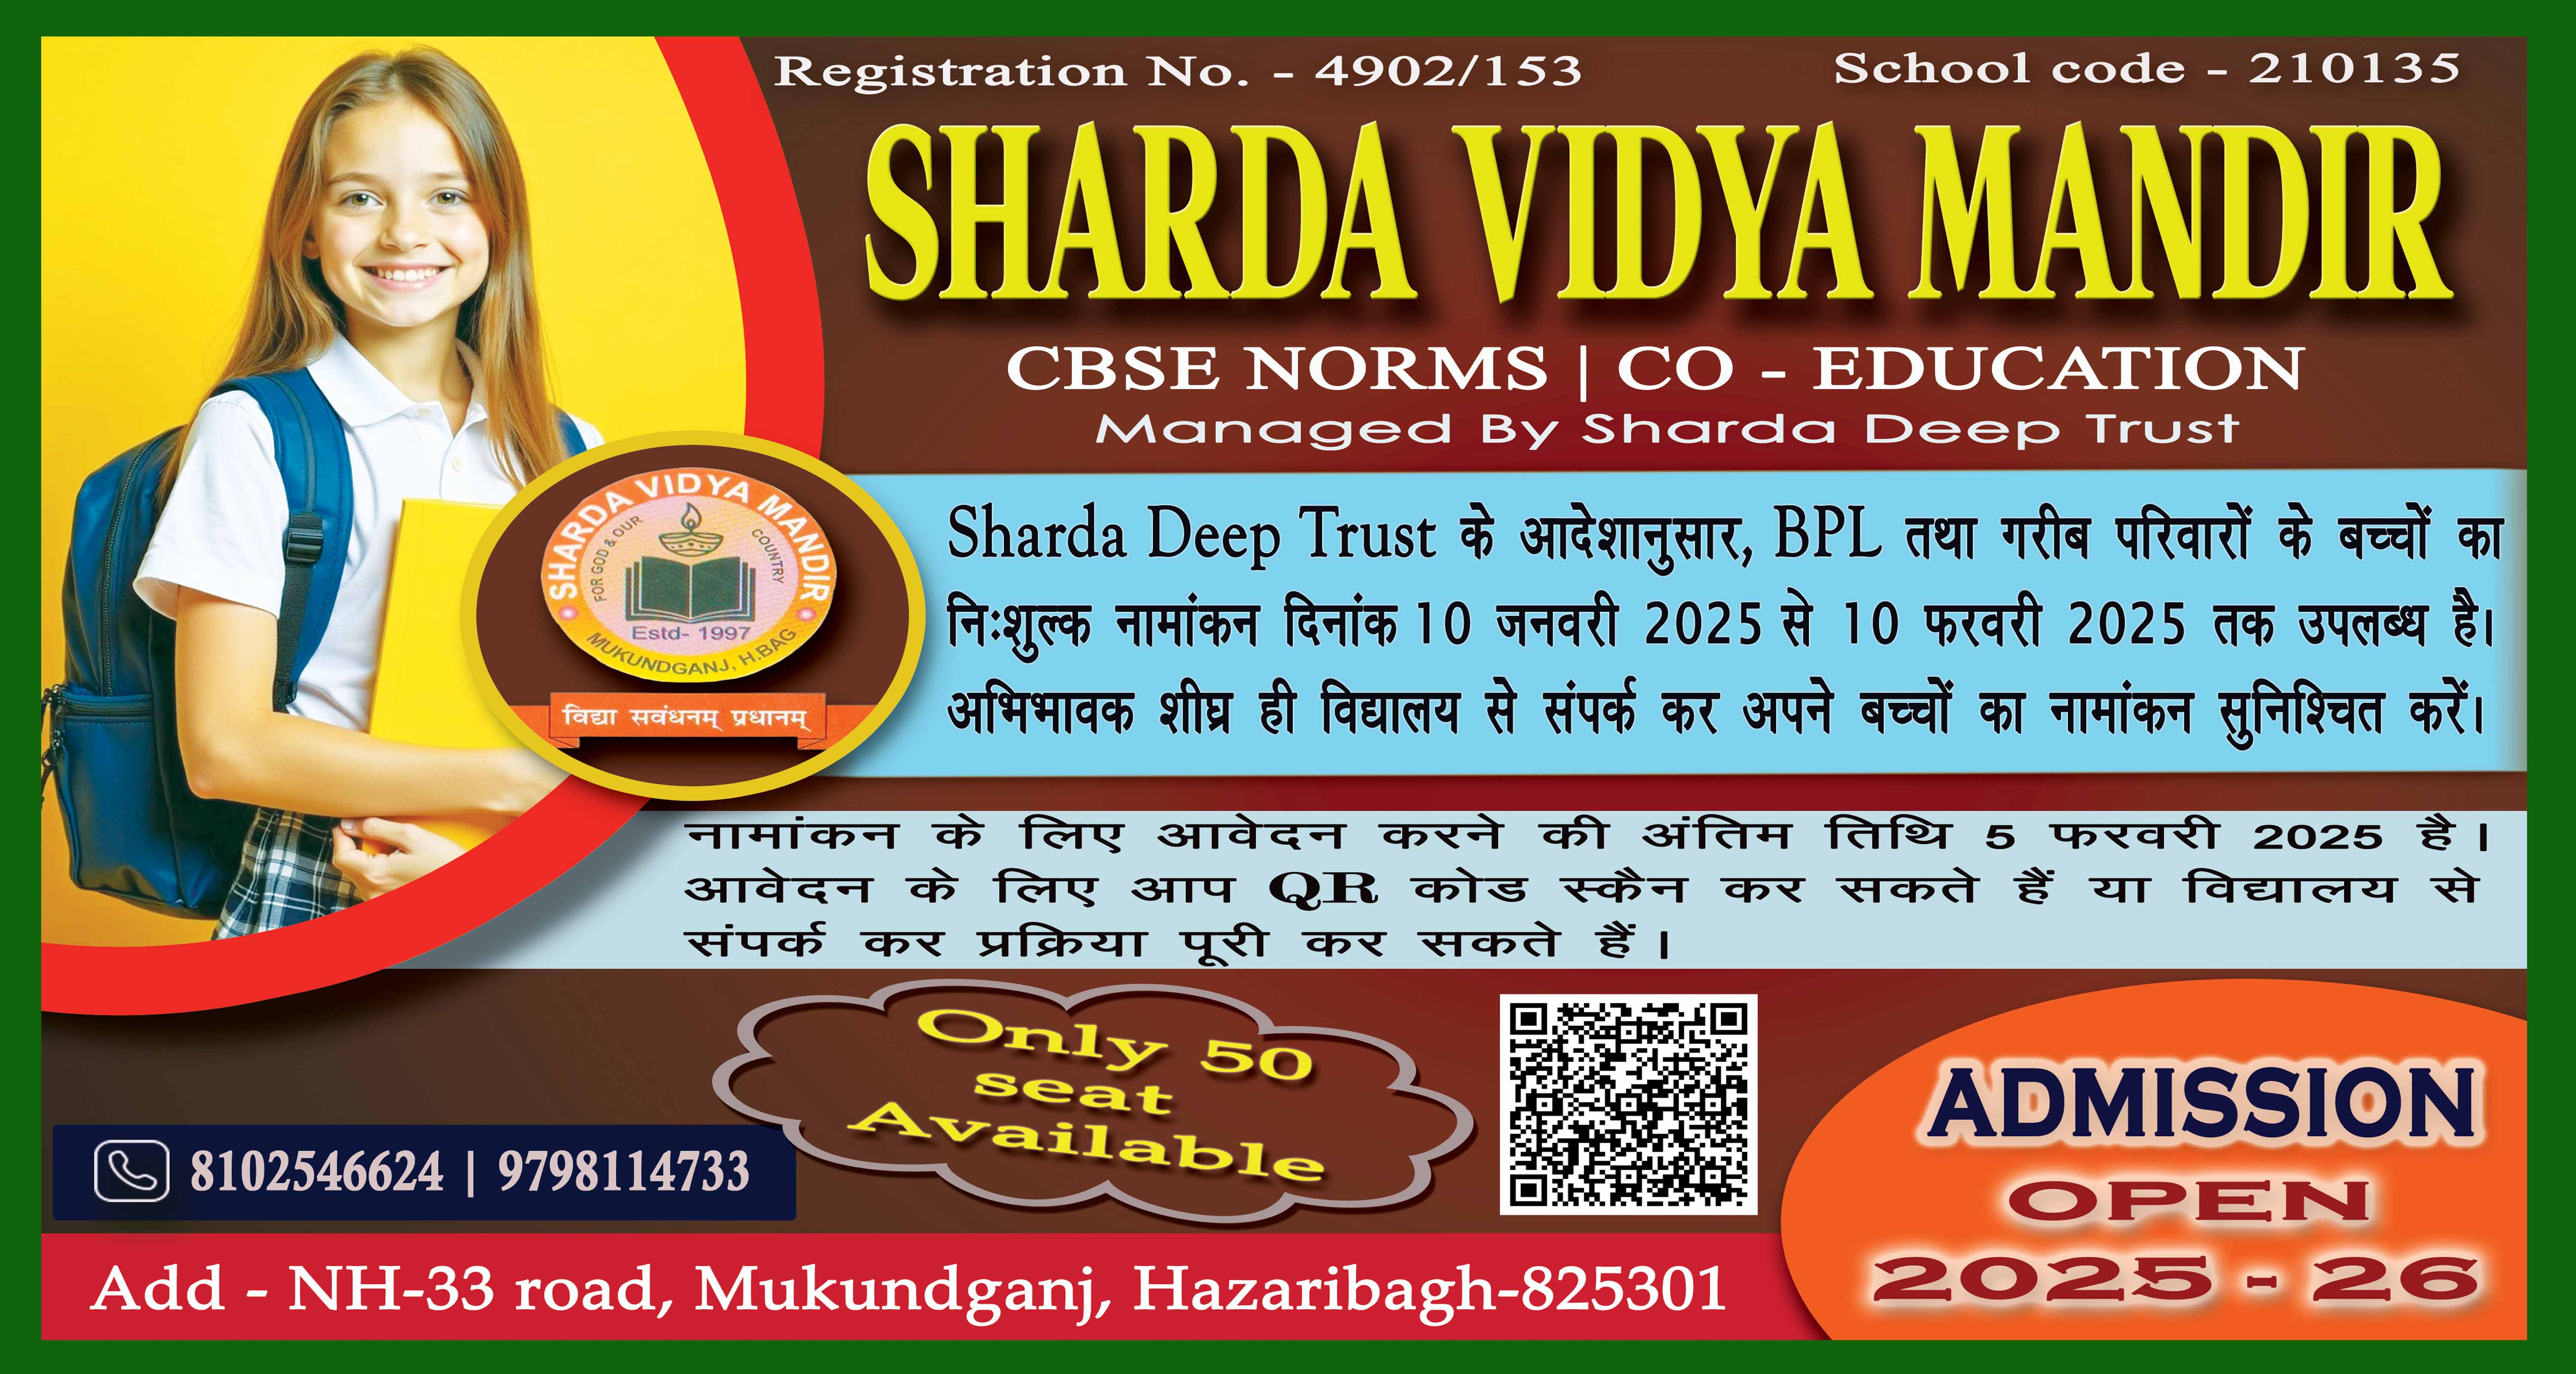 Registration No. - 4902/153
School code - 210135
SHARDA VIDYA MANDIR
CBSE NORMS | CO - EDUCATION
Managed By Sharda Deep Trust
SHARDA VIDYA MANDIR
FOR GOD & OUR COUNTRY
Estd- 1997
MUKUNDGANJ, H.BAG
विद्या सवंधनम् प्रधानम्
Sharda Deep Trust के आदेशानुसार, BPL तथा गरीब परिवारों के बच्चों का
निःशुल्क नामांकन दिनांक 10 जनवरी 2025 से 10 फरवरी 2025 तक उपलब्ध है।
अभिभावक शीघ्र ही विद्यालय से संपर्क कर अपने बच्चों का नामांकन सुनिश्चित करें।
नामांकन के लिए आवेदन करने की अंतिम तिथि 5 फरवरी 2025 है।
आवेदन के लिए आप QR कोड स्कैन कर सकते हैं या विद्यालय से
संपर्क कर प्रक्रिया पूरी कर सकते हैं।
Only 50
seat
Available
8102546624 | 9798114733
ADMISSION
OPEN
2025 - 26
Add - NH-33 road, Mukundganj, Hazaribagh-825301